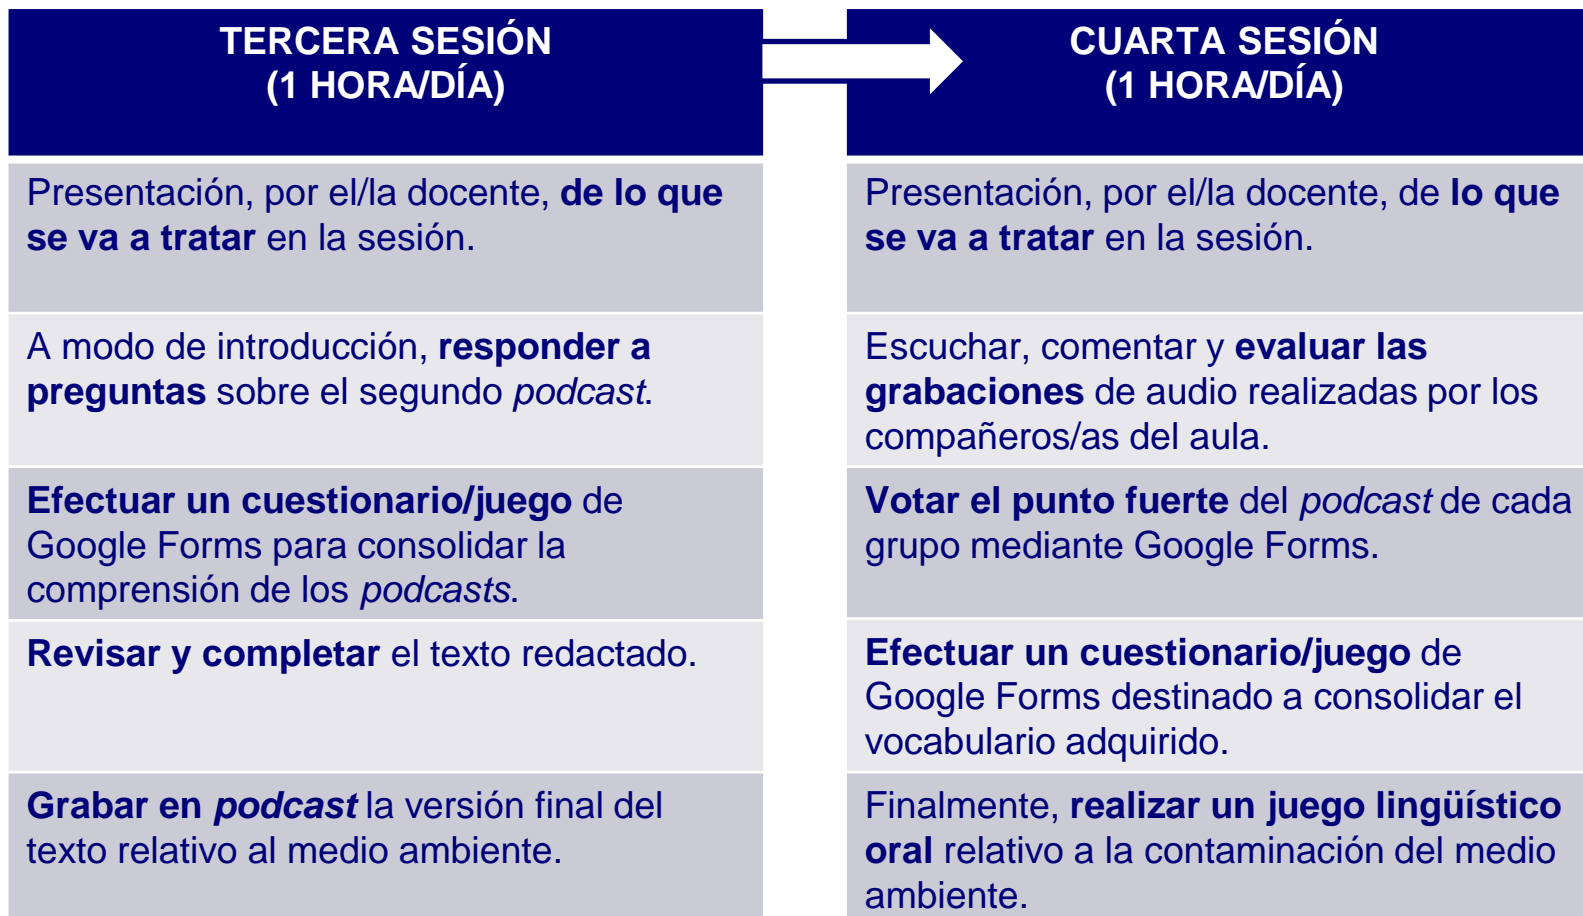 TERCERA SESIÓN
(1 HORA/DÍA)
Presentación, por el/la docente, de lo que
se va a tratar en la sesión.
A modo de introducción, responder a
preguntas sobre el segundo podcast.
Efectuar un cuestionario/juego de
Google Forms para consolidar la
comprensión de los podcasts.
Revisar y completar el texto redactado.
Grabar en podcast la versión final del
texto relativo al medio ambiente.
CUARTA SESIÓN
(1 HORA/DÍA)
Presentación, por el/la docente, de lo que
se va a tratar en la sesión.
Escuchar, comentar y evaluar las
grabaciones de audio realizadas por los
compañeros/as del aula.
Votar el punto fuerte del podcast de cada
grupo mediante Google Forms.
Efectuar un cuestionario/juego de
Google Forms destinado a consolidar el
vocabulario adquirido.
Finalmente, realizar un juego lingüístico
oral relativo a la contaminación del medio
ambiente.